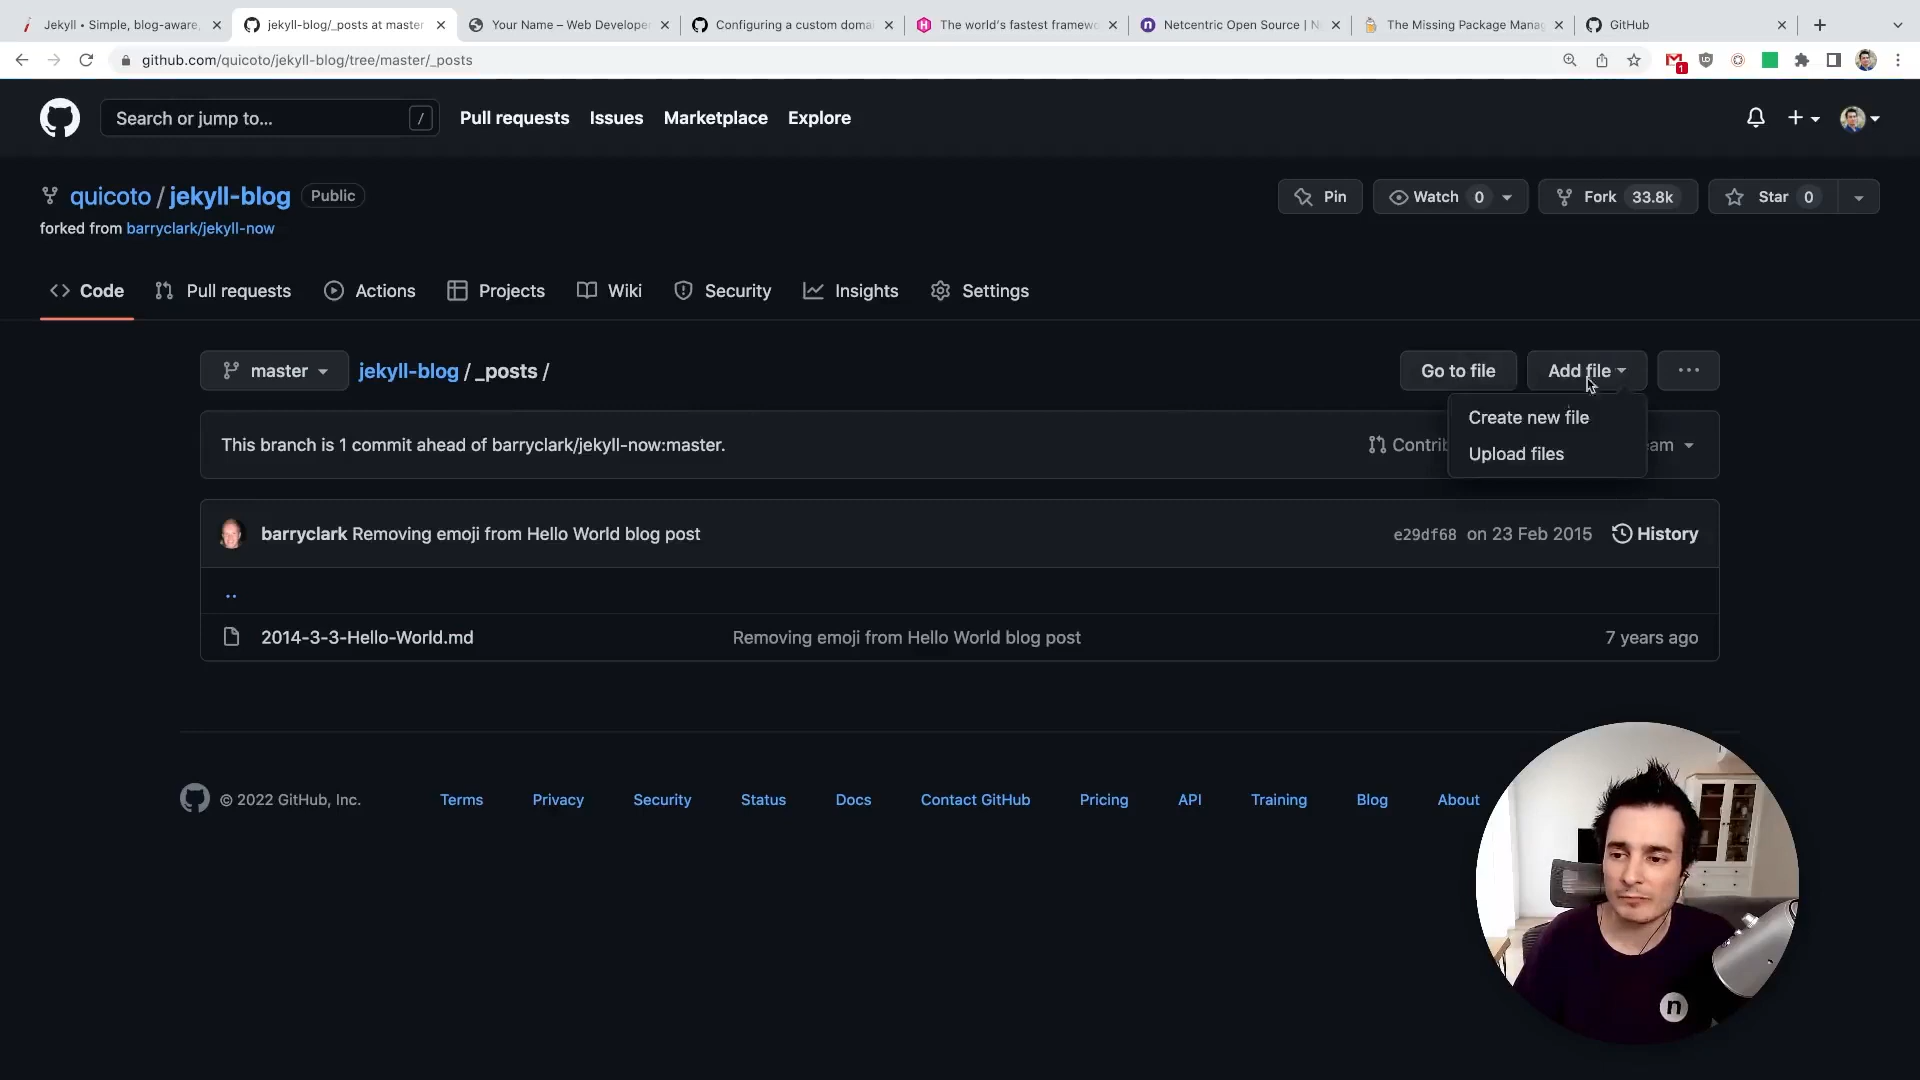 Jekyll • Simple, blog-aware,
jekyll-blog/_posts at master
Your Name – Web Developer
Configuring a custom domai
The world's fastest framewo
Netcentric Open Source | N
The Missing Package Manag
GitHub
github.com/quicoto/jekyll-blog/tree/master/_posts
1
Search or jump to...
/
Pull requests
Issues
Marketplace
Explore
quicoto / jekyll-blog Public
forked from barryclark/jekyll-now
Pin
Watch 0
Fork 33.8k
Star 0
Code
Pull requests
Actions
Projects
Wiki
Security
Insights
Settings
master
jekyll-blog / _posts /
Go to file
Add file
Create new file
Upload files
This branch is 1 commit ahead of barryclark/jekyll-now:master.
Contrib
eam
barryclark Removing emoji from Hello World blog post
e29df68 on 23 Feb 2015
History
..
2014-3-3-Hello-World.md
Removing emoji from Hello World blog post
7 years ago
© 2022 GitHub, Inc.
Terms
Privacy
Security
Status
Docs
Contact GitHub
Pricing
API
Training
Blog
About
n